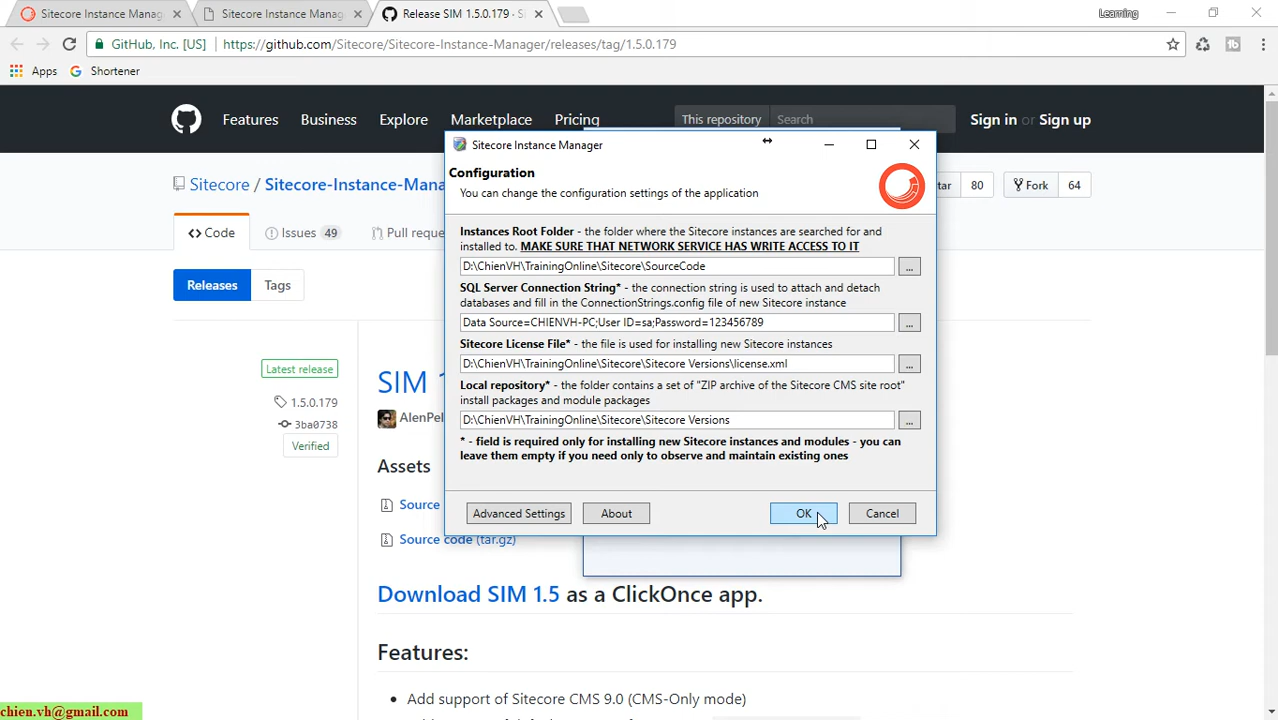 Sitecore Instance Manag
Sitecore Instance Manag
Release SIM 1.5.0.179 · S
Learning
GitHub, Inc. [US]
https://github.com/Sitecore/Sitecore-Instance-Manager/releases/tag/1.5.0.179
Apps
Shortener
Features
Business
Explore
Marketplace
Pricing
This repository
Search
Sign in or Sign up
Sitecore / Sitecore-Instance-Mana
tar
80
Fork
64
Code
Issues 49
Pull reque
Releases
Tags
Latest release
1.5.0.179
3ba0738
Verified
SIM 1
AlenPel
Assets
Source
Source code (tar.gz)
Download SIM 1.5 as a ClickOnce app.
Features:
Add support of Sitecore CMS 9.0 (CMS-Only mode)
Sitecore Instance Manager
Configuration
You can change the configuration settings of the application
Instances Root Folder - the folder where the Sitecore instances are searched for and
installed to. MAKE SURE THAT NETWORK SERVICE HAS WRITE ACCESS TO IT
D:\ChienVH\TrainingOnline\Sitecore\SourceCode
...
SQL Server Connection String* - the connection string is used to attach and detach
databases and fill in the ConnectionStrings.config file of new Sitecore instance
Data Source=CHIENVH-PC;User ID=sa;Password=123456789
...
Sitecore License File* - the file is used for installing new Sitecore instances
D:\ChienVH\TrainingOnline\Sitecore\Sitecore Versions\license.xml
...
Local repository* - the folder contains a set of "ZIP archive of the Sitecore CMS site root"
install packages and module packages
D:\ChienVH\TrainingOnline\Sitecore\Sitecore Versions
...
* - field is required only for installing new Sitecore instances and modules - you can
leave them empty if you need only to observe and maintain existing ones
Advanced Settings
About
OK
Cancel
chien.vh@gmail.com